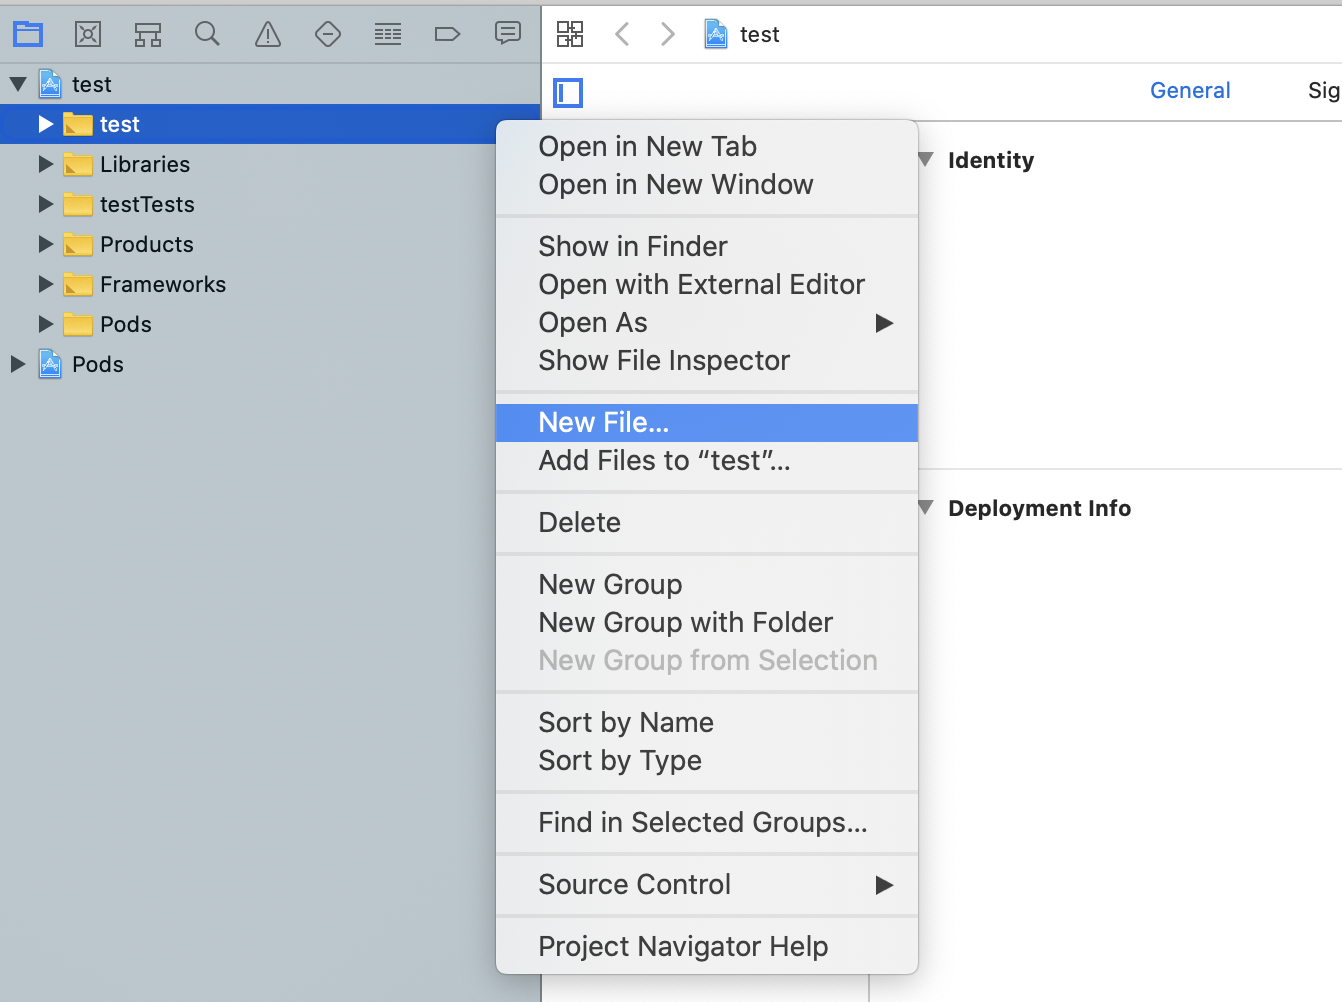 test
test
General
Sig
test
Libraries
testTests
Products
Frameworks
Pods
Pods
Open in New Tab
Open in New Window
Show in Finder
Open with External Editor
Open As
Show File Inspector
New File...
Add Files to “test”...
Delete
New Group
New Group with Folder
New Group from Selection
Sort by Name
Sort by Type
Find in Selected Groups...
Source Control
Project Navigator Help
Identity
Deployment Info